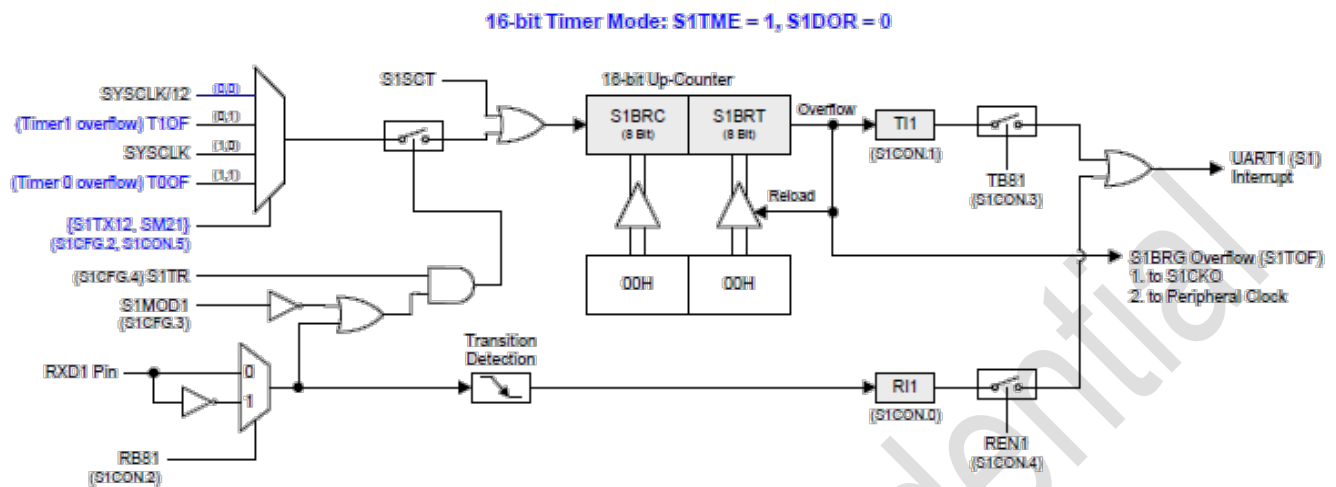 16-bit Timer Mode: S1TME = 1, S1DOR = 0
SYSCLK/12 (0,0)
(Timer1 overflow) T1OF (0,1)
SYSCLK (1,0)
(Timer 0 overflow) T0OF (1,1)
{S1TX12, SM21}
(S1CFG.2, S1CON.5)
S1SCT
16-bit Up-Counter
S1BRC
(8 Bit)
S1BRT
(8 Bit)
Overflow
TI1
(S1CON.1)
TB81
(S1CON.3)
UART1 (S1)
Interrupt
Reload
00H
00H
S1BRG Overflow (S1TOF)
1. to S1CKO
2. to Peripheral Clock
(S1CFG.4) S1TR
S1MOD1
(S1CFG.3)
RXD1 Pin
0
1
RB81
(S1CON.2)
Transition
Detection
RI1
(S1CON.0)
REN1
(S1CON.4)